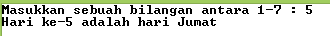 Masukkan sebuah bilangan antara 1-7 : 5
Hari ke-5 adalah hari Jumat